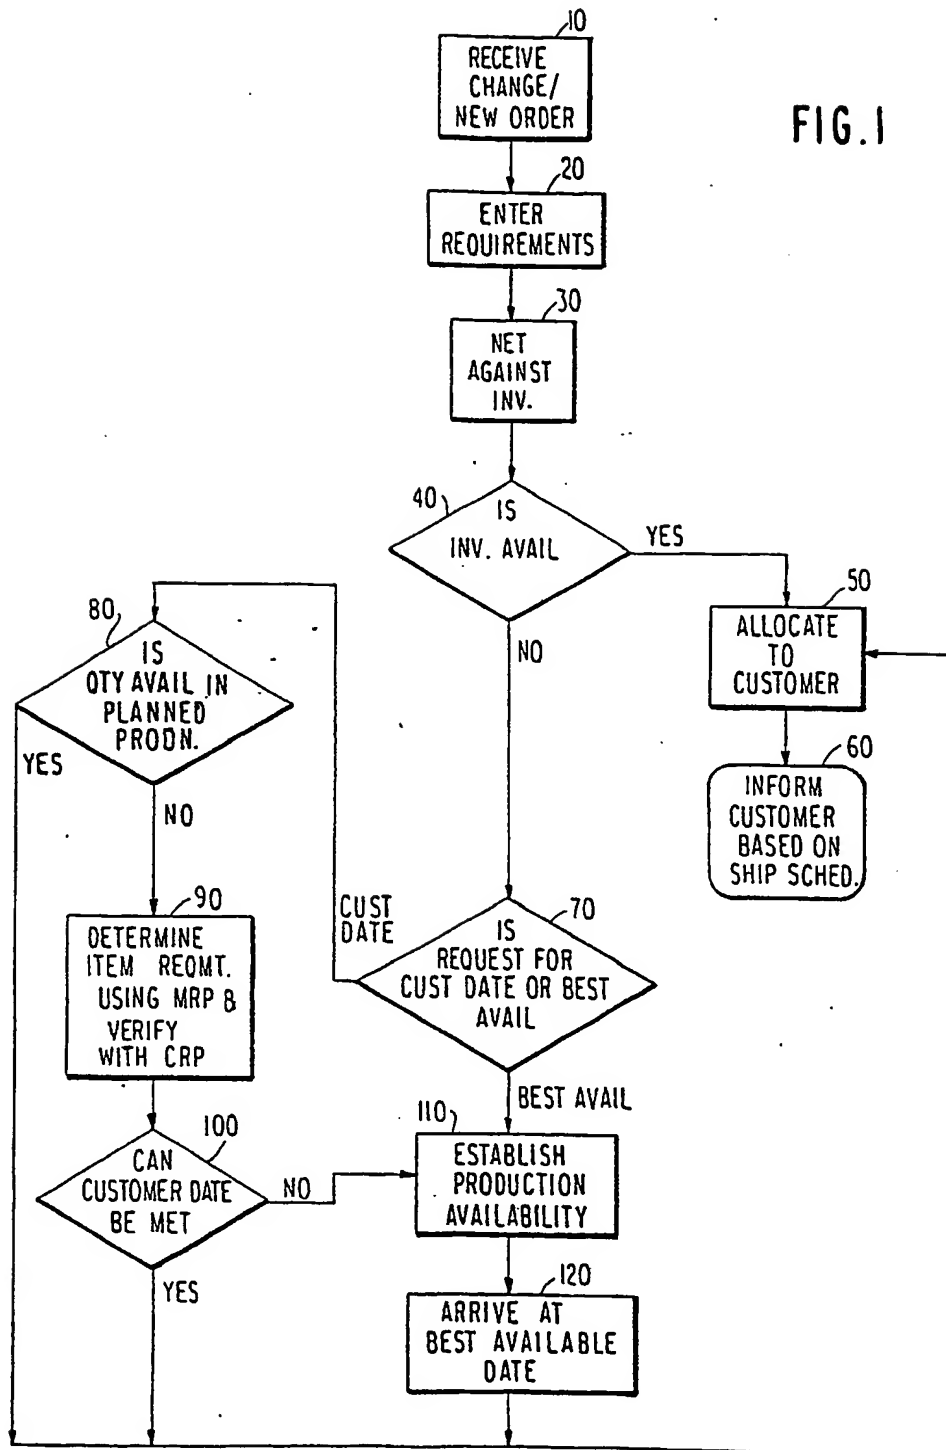 10
RECEIVE
CHANGE/
NEW ORDER
FIG.1
20
ENTER
REQUIREMENTS
30
NET
AGAINST
INV.
40
IS
INV. AVAIL
YES
NO
50
ALLOCATE
TO
CUSTOMER
60
INFORM
CUSTOMER
BASED ON
SHIP SCHED.
70
IS
REQUEST FOR
CUST DATE OR BEST
AVAIL
CUST
DATE
BEST AVAIL
80
IS
QTY AVAIL IN
PLANNED
PRODN.
YES
NO
90
DETERMINE
ITEM REQMT.
USING MRP &
VERIFY
WITH CRP
100
CAN
CUSTOMER DATE
BE MET
NO
YES
110
ESTABLISH
PRODUCTION
AVAILABILITY
120
ARRIVE AT
BEST AVAILABLE
DATE